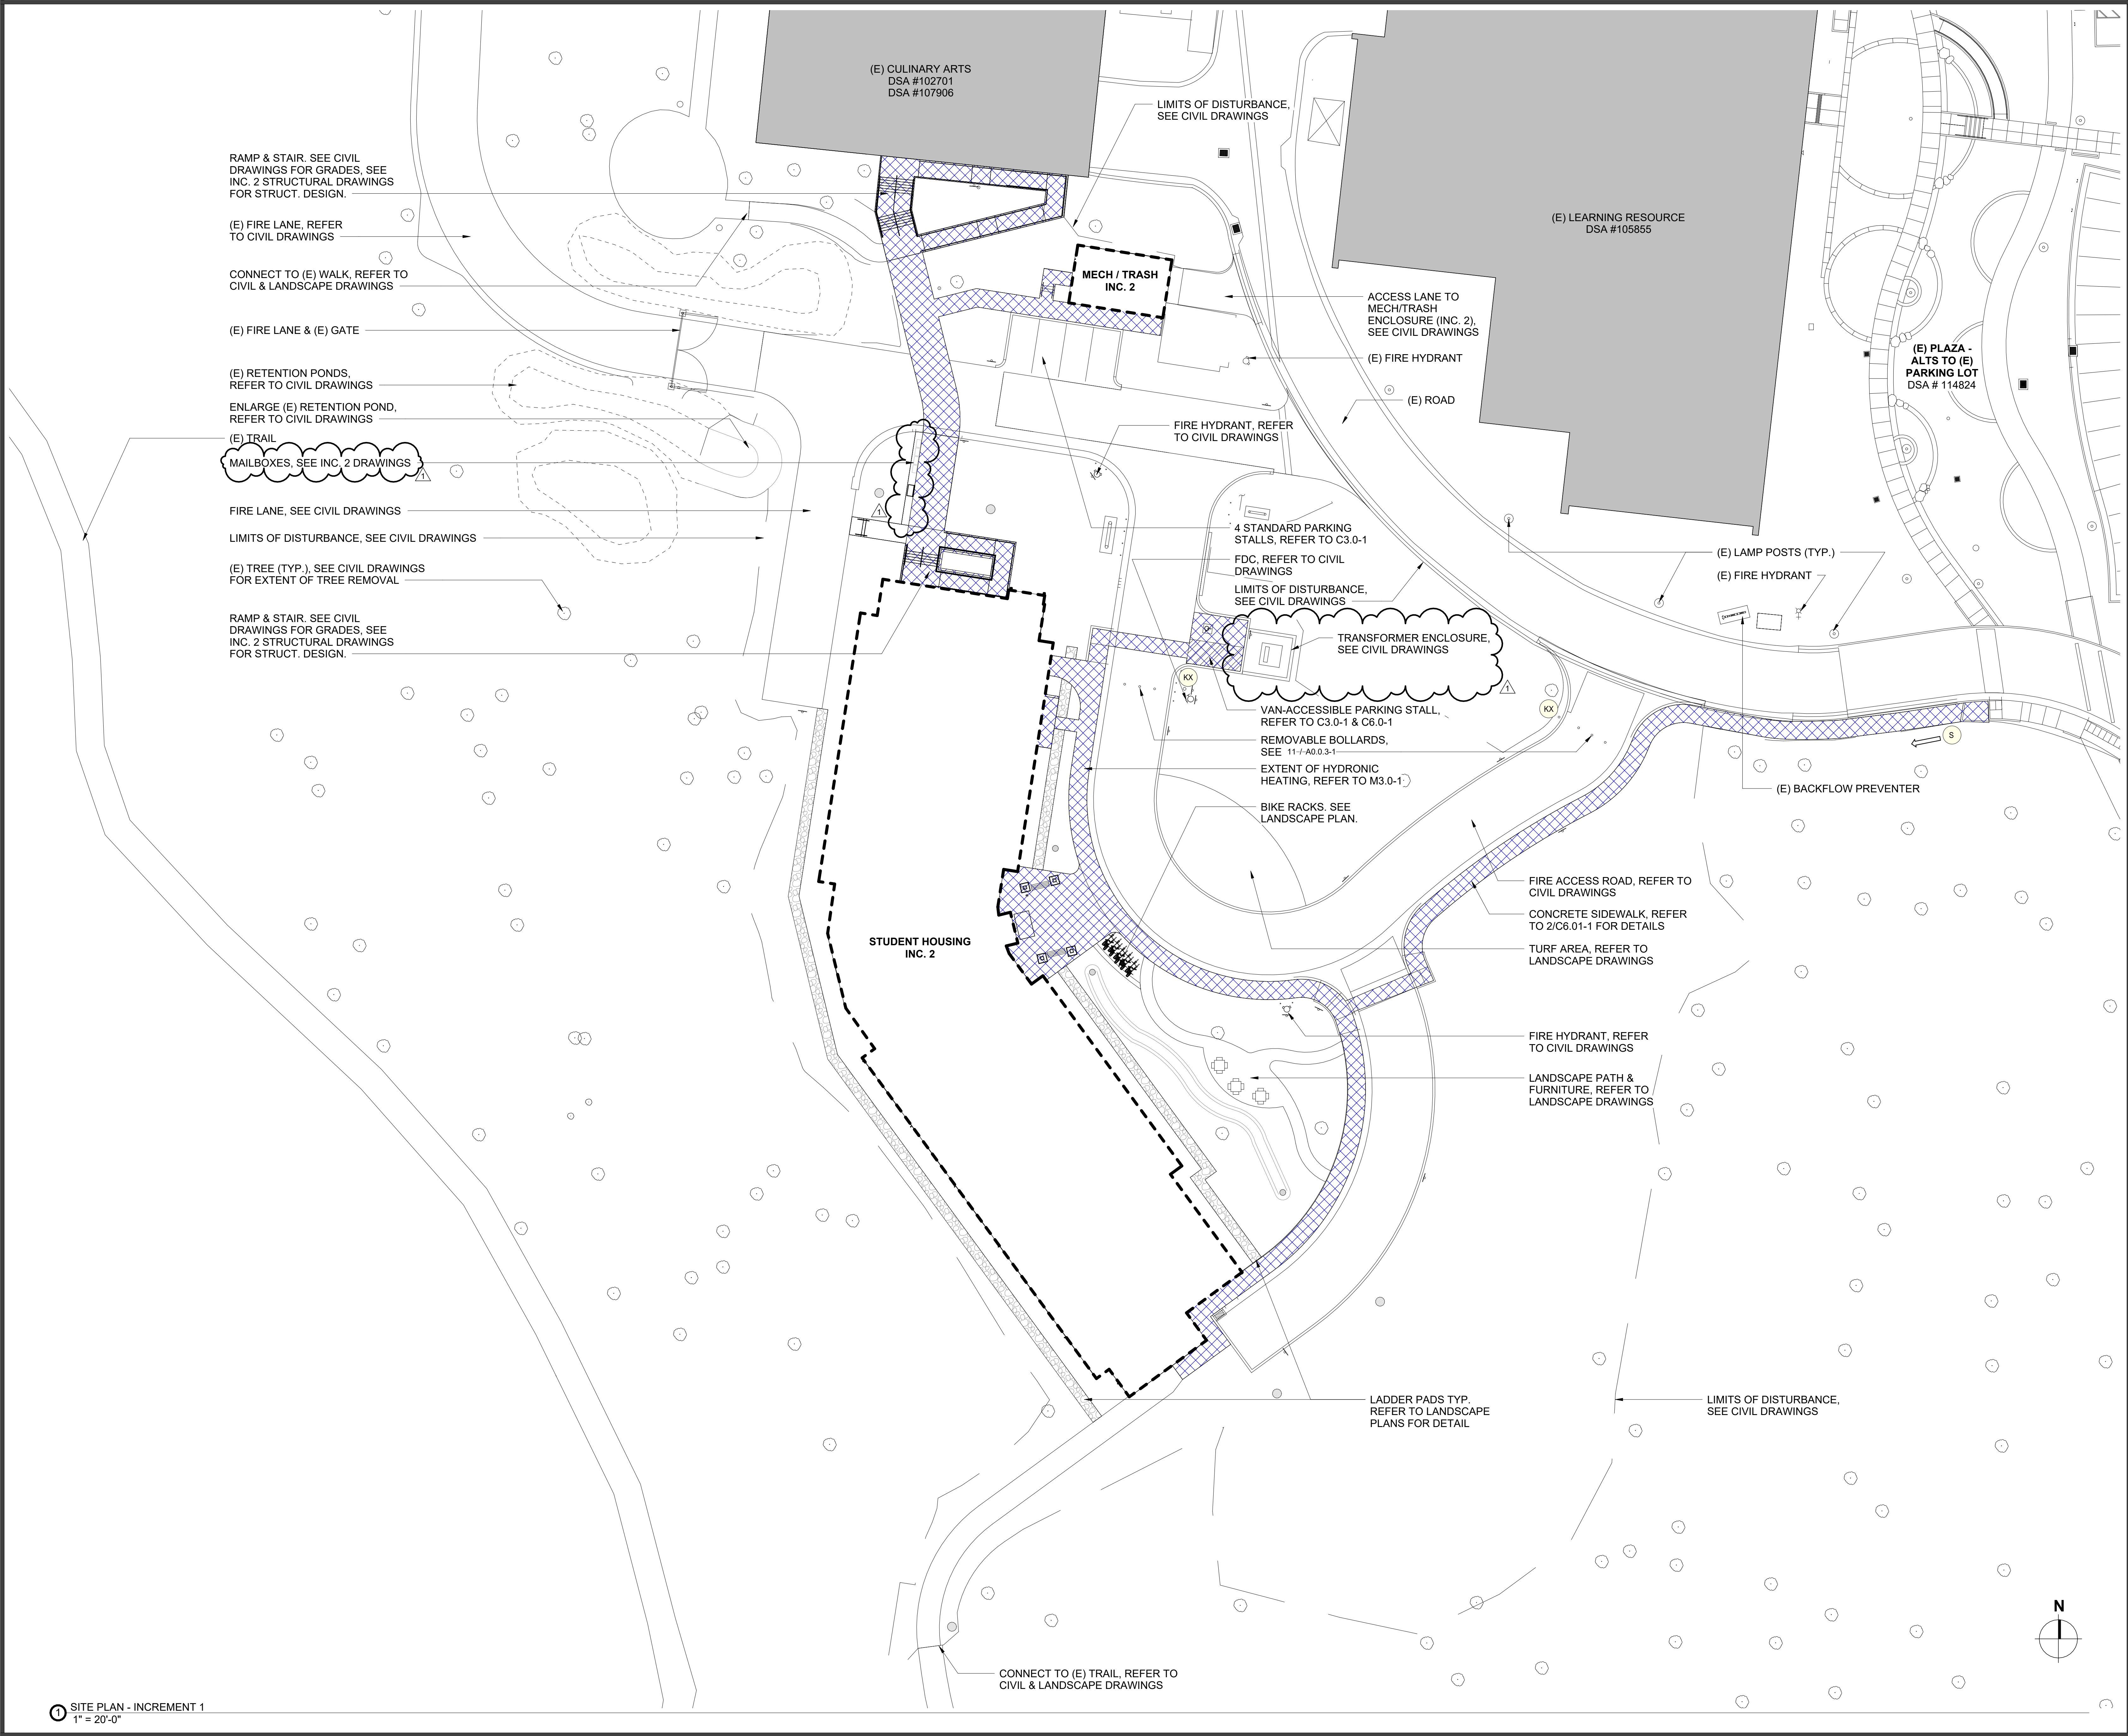 (E) CULINARY ARTS
DSA #102701
DSA #107906
LIMITS OF DISTURBANCE,
SEE CIVIL DRAWINGS
RAMP & STAIR. SEE CIVIL
DRAWINGS FOR GRADES, SEE
INC. 2 STRUCTURAL DRAWINGS
FOR STRUCT. DESIGN.
(E) FIRE LANE, REFER
TO CIVIL DRAWINGS
CONNECT TO (E) WALK, REFER TO
CIVIL & LANDSCAPE DRAWINGS
(E) FIRE LANE & (E) GATE
(E) RETENTION PONDS,
REFER TO CIVIL DRAWINGS
ENLARGE (E) RETENTION POND,
REFER TO CIVIL DRAWINGS
(E) TRAIL
MAILBOXES, SEE INC. 2 DRAWINGS
1
FIRE LANE, SEE CIVIL DRAWINGS
LIMITS OF DISTURBANCE, SEE CIVIL DRAWINGS
(E) TREE (TYP.), SEE CIVIL DRAWINGS
FOR EXTENT OF TREE REMOVAL
RAMP & STAIR. SEE CIVIL
DRAWINGS FOR GRADES, SEE
INC. 2 STRUCTURAL DRAWINGS
FOR STRUCT. DESIGN.
1
MECH / TRASH
INC. 2
(E) LEARNING RESOURCE
DSA #105855
ACCESS LANE TO
MECH/TRASH
ENCLOSURE (INC. 2),
SEE CIVIL DRAWINGS
(E) FIRE HYDRANT
(E) ROAD
FIRE HYDRANT, REFER
TO CIVIL DRAWINGS
(E) PLAZA -
ALTS TO (E)
PARKING LOT
DSA # 114824
4 STANDARD PARKING
STALLS, REFER TO C3.0-1
FDC, REFER TO CIVIL
DRAWINGS
LIMITS OF DISTURBANCE,
SEE CIVIL DRAWINGS
TRANSFORMER ENCLOSURE,
SEE CIVIL DRAWINGS
1
KX
KX
(E) LAMP POSTS (TYP.)
(E) FIRE HYDRANT
S
(E) BACKFLOW PREVENTER
VAN-ACCESSIBLE PARKING STALL,
REFER TO C3.0-1 & C6.0-1
REMOVABLE BOLLARDS,
SEE 11 / A0.0.3-1
EXTENT OF HYDRONIC
HEATING, REFER TO M3.0-1
BIKE RACKS. SEE
LANDSCAPE PLAN.
FIRE ACCESS ROAD, REFER TO
CIVIL DRAWINGS
CONCRETE SIDEWALK, REFER
TO 2/C6.01-1 FOR DETAILS
TURF AREA, REFER TO
LANDSCAPE DRAWINGS
STUDENT HOUSING
INC. 2
FIRE HYDRANT, REFER
TO CIVIL DRAWINGS
LANDSCAPE PATH &
FURNITURE, REFER TO
LANDSCAPE DRAWINGS
LADDER PADS TYP.
REFER TO LANDSCAPE
PLANS FOR DETAIL
LIMITS OF DISTURBANCE,
SEE CIVIL DRAWINGS
CONNECT TO (E) TRAIL, REFER TO
CIVIL & LANDSCAPE DRAWINGS
N
1 SITE PLAN - INCREMENT 1
1" = 20'-0"